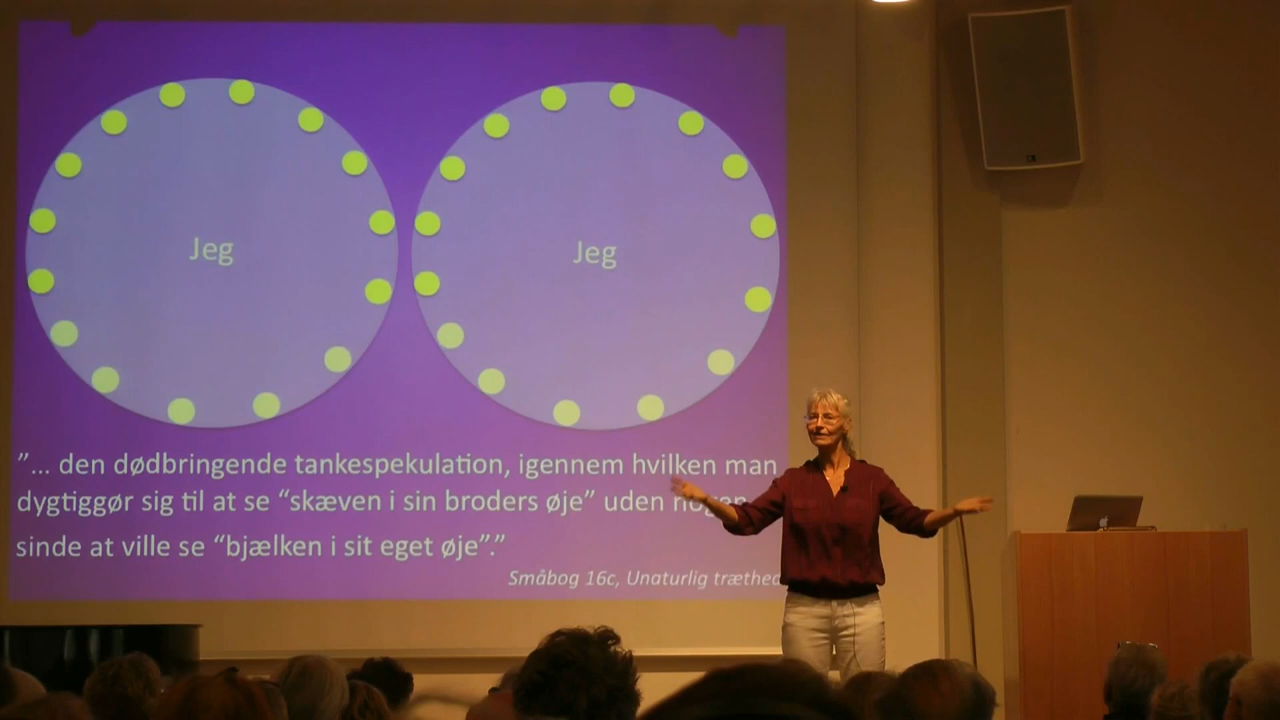 Jeg
Jeg
”... den dødbringende tankespekulation, igennem hvilken man
dygtiggør sig til at se “skæven i sin broders øje” uden nogen
sinde at ville se “bjælken i sit eget øje”.”
Småbog 16c, Unaturlig træthed